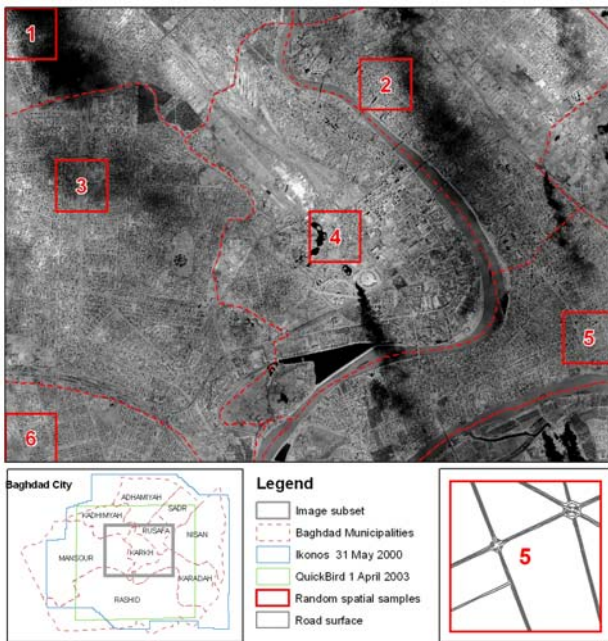 1
2
3
4
5
6
Baghdad City
ADHAMIYAH
KADHIMYAH
SADR
RUSAFA
NISAN
MANSOUR
KARKH
KARADAH
RASHID
Legend
Image subset
Baghdad Municipalities
Ikonos 31 May 2000
QuickBird 1 April 2003
Random spatial samples
Road surface
5